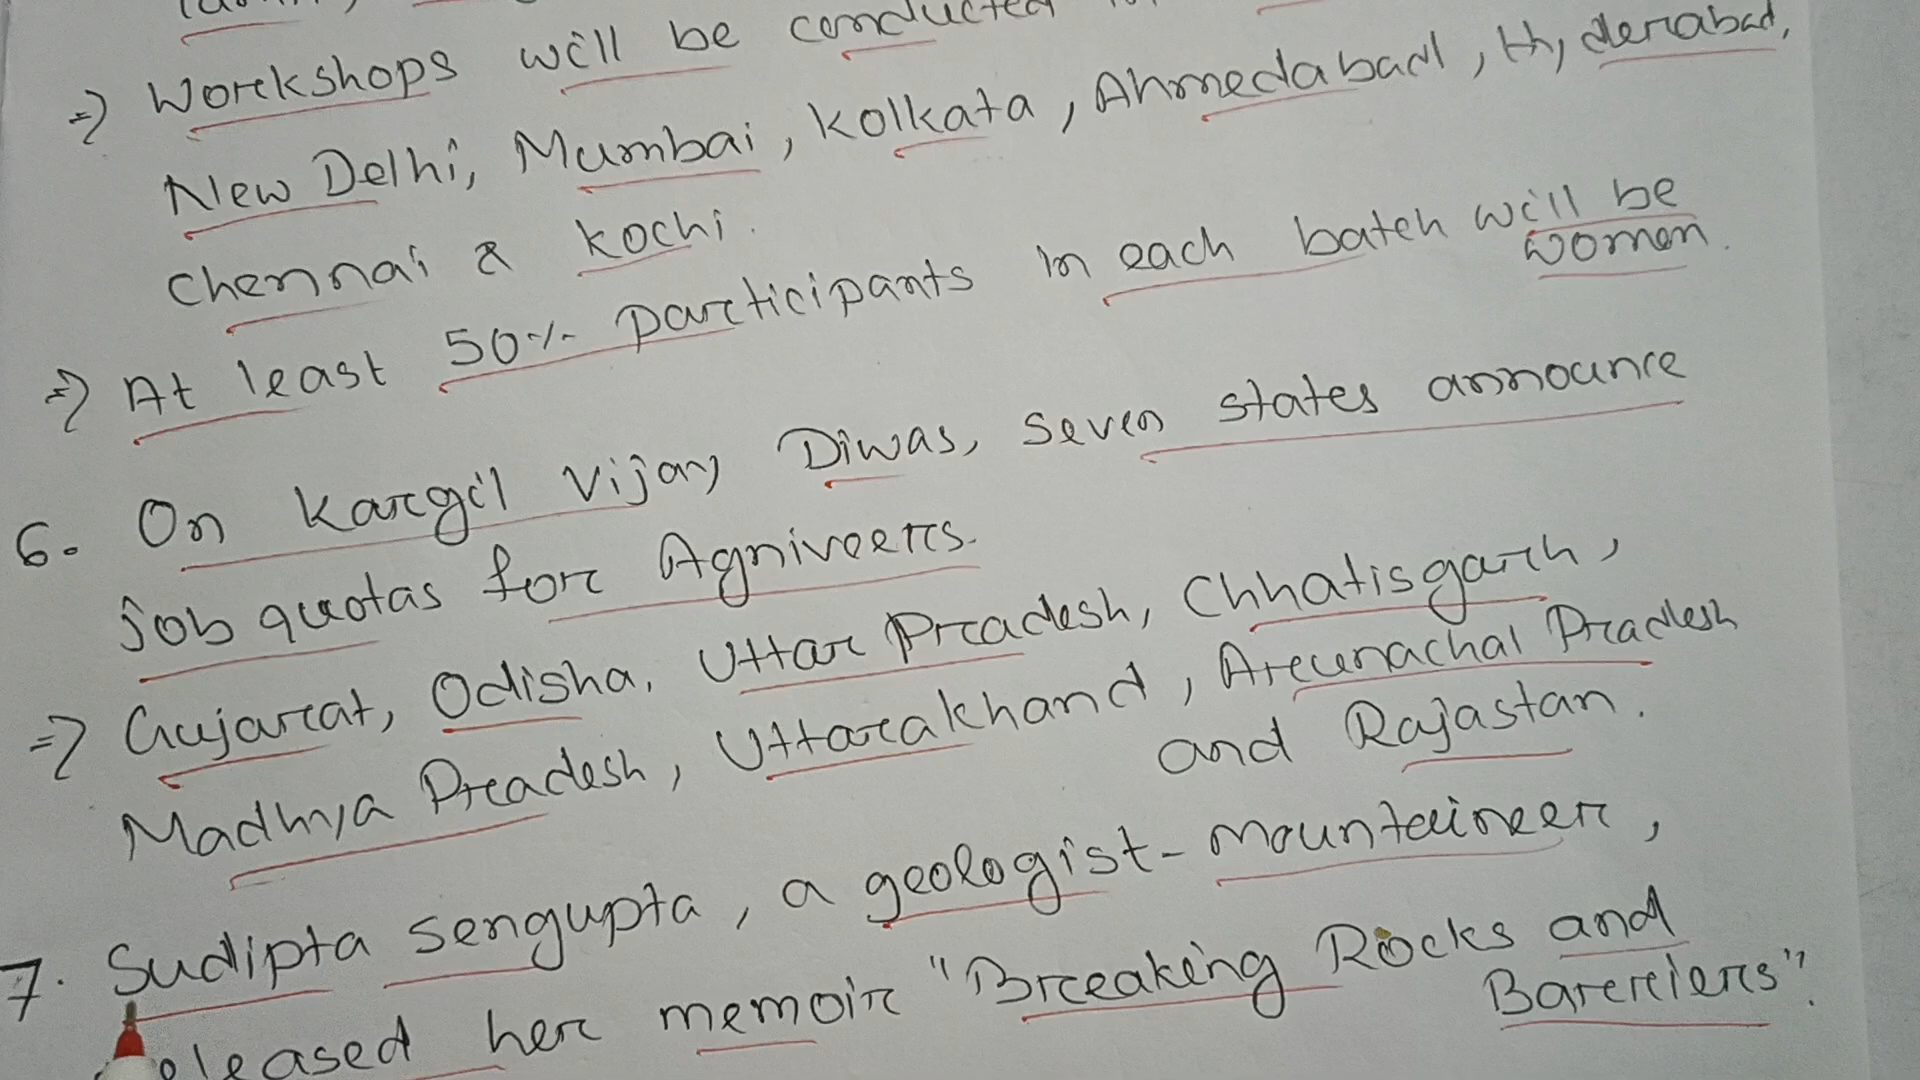 =) Workshops will be conducted
New Delhi, Mumbai, Kolkata, Ahmedabad, Hyderabad,
Chennai & Kochi.
=) At least 50% participants in each batch will be
women.
6. On Kargil Vijay Diwas, seven states announce
job quotas for Agniveers.
=) Gujarat, Odisha, Uttar Pradesh, Chhatisgarh,
Madhya Pradesh, Uttarakhand, Arunachal Pradesh
and Rajastan.
7. Sudipta Sengupta, a geologist-mountaineer,
eleased her memoir "Breaking Rocks and
Barriers".